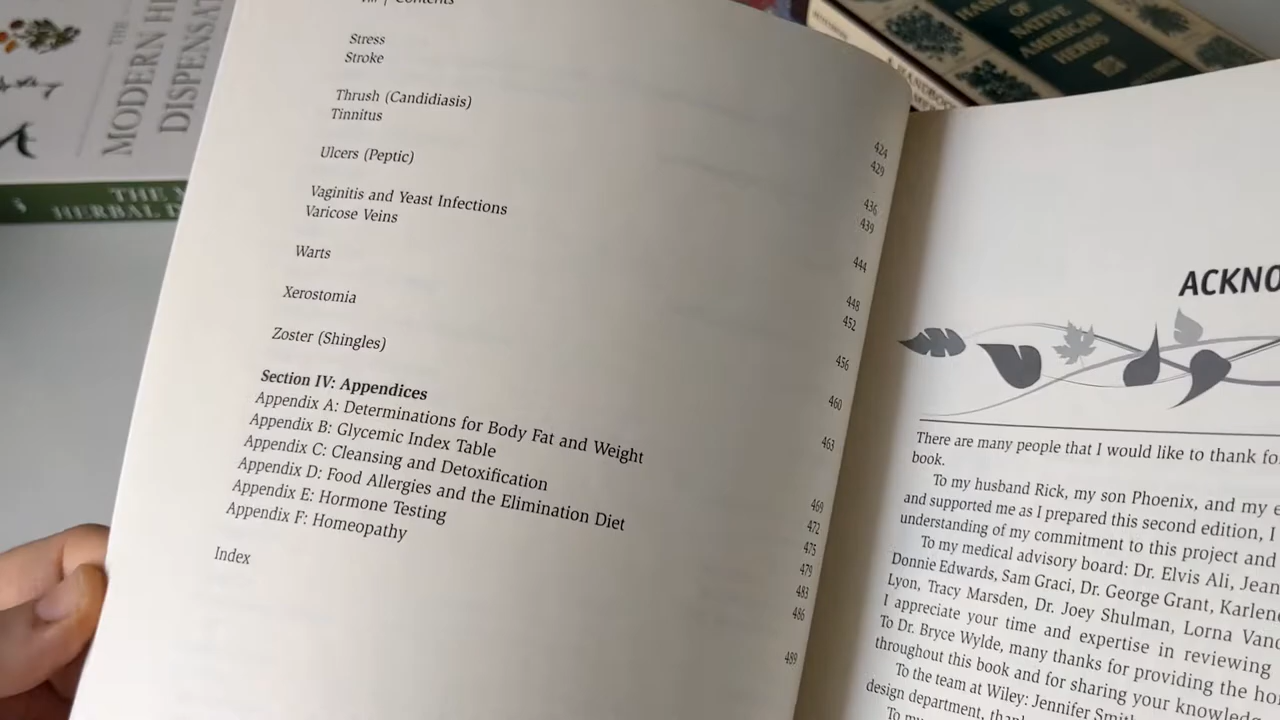 Contents
Stress 424
Stroke 429
Thrush (Candidiasis) 436
Tinnitus 439
Ulcers (Peptic) 444
Vaginitis and Yeast Infections 448
Varicose Veins 452
Warts 456
Xerostomia 460
Zoster (Shingles) 463
Section IV: Appendices
Appendix A: Determinations for Body Fat and Weight 469
Appendix B: Glycemic Index Table 472
Appendix C: Cleansing and Detoxification 475
Appendix D: Food Allergies and the Elimination Diet 479
Appendix E: Hormone Testing 483
Appendix F: Homeopathy 486
Index 489
ACKNO
There are many people that I would like to thank fo
book.
To my husband Rick, my son Phoenix, and my e
and supported me as I prepared this second edition, I
understanding of my commitment to this project and
To my medical advisory board: Dr. Elvis Ali, Jean
Donnie Edwards, Sam Graci, Dr. George Grant, Karlene
Lyon, Tracy Marsden, Dr. Joey Shulman, Lorna Vand
I appreciate your time and expertise in reviewing
To Dr. Bryce Wylde, many thanks for providing the ho
throughout this book and for sharing your knowledg
To the team at Wiley: Jennifer Smith
design department, than
To my
THE
MODERN HE
DISPENSAT
HERBAL D
HAN
OF
NATIVE
AMERICAN
HERBS